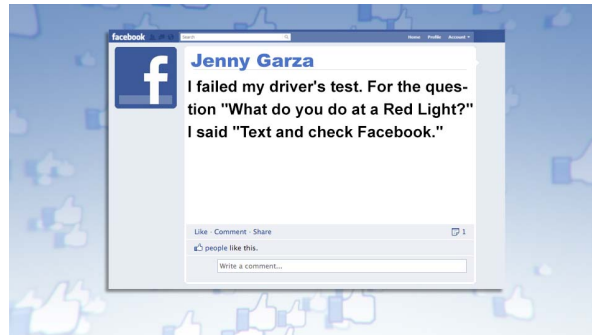 facebook Search Home Profile Account
Jenny Garza
I failed my driver's test. For the ques-
tion "What do you do at a Red Light?"
I said "Text and check Facebook."
Like · Comment · Share 1
people like this.
Write a comment...